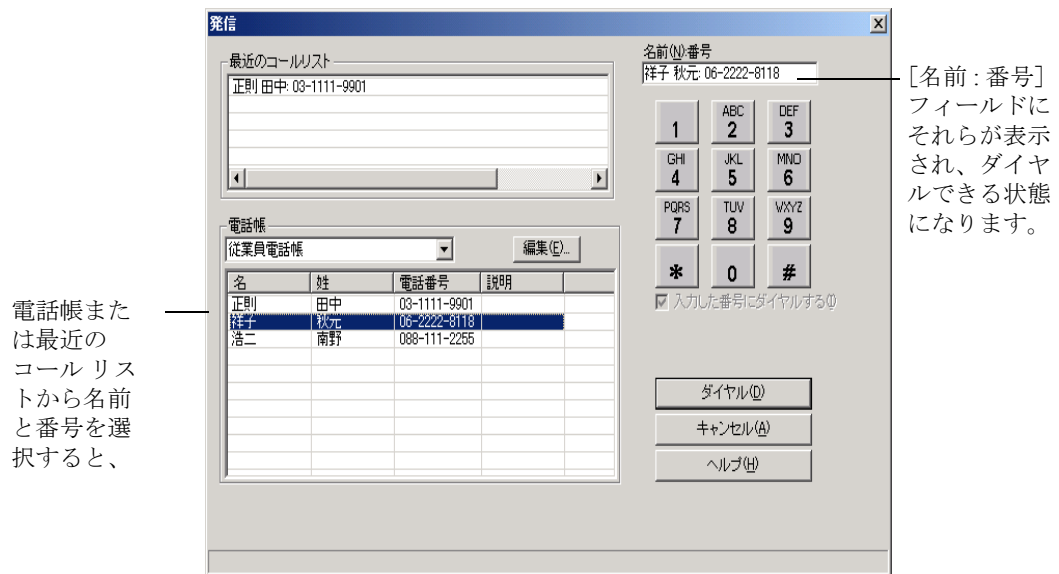 発信
最近のコールリスト
正則 田中: 03-1111-9901
電話帳
従業員電話帳
編集(E)...
名 姓 電話番号 説明
正則 田中 03-1111-9901
祥子 秋元 06-2222-8118
浩二 南野 088-111-2255
名前(N):番号
祥子 秋元: 06-2222-8118
1
ABC 2
DEF 3
GHI 4
JKL 5
MNO 6
PQRS 7
TUV 8
WXYZ 9
*
0
#
入力した番号にダイヤルする(I)
ダイヤル(D)
キャンセル(A)
ヘルプ(H)
電話帳また
は最近の
コール リス
トから名前
と番号を選
択すると、
[名前 : 番号]
フィールドに
それらが表示
され、ダイヤ
ルできる状態
になります。